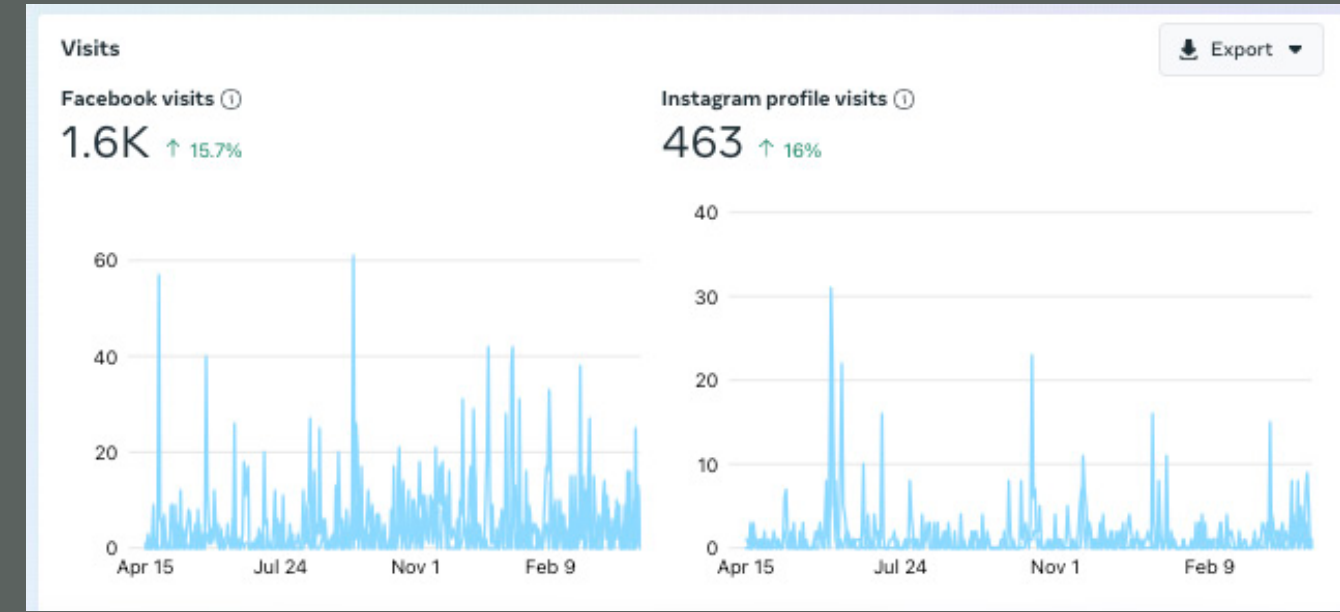 Visits
Export
Facebook visits
1.6K ↑ 15.7%
60
40
20
0
Apr 15 Jul 24 Nov 1 Feb 9
Instagram profile visits
463 ↑ 16%
40
30
20
10
0
Apr 15 Jul 24 Nov 1 Feb 9